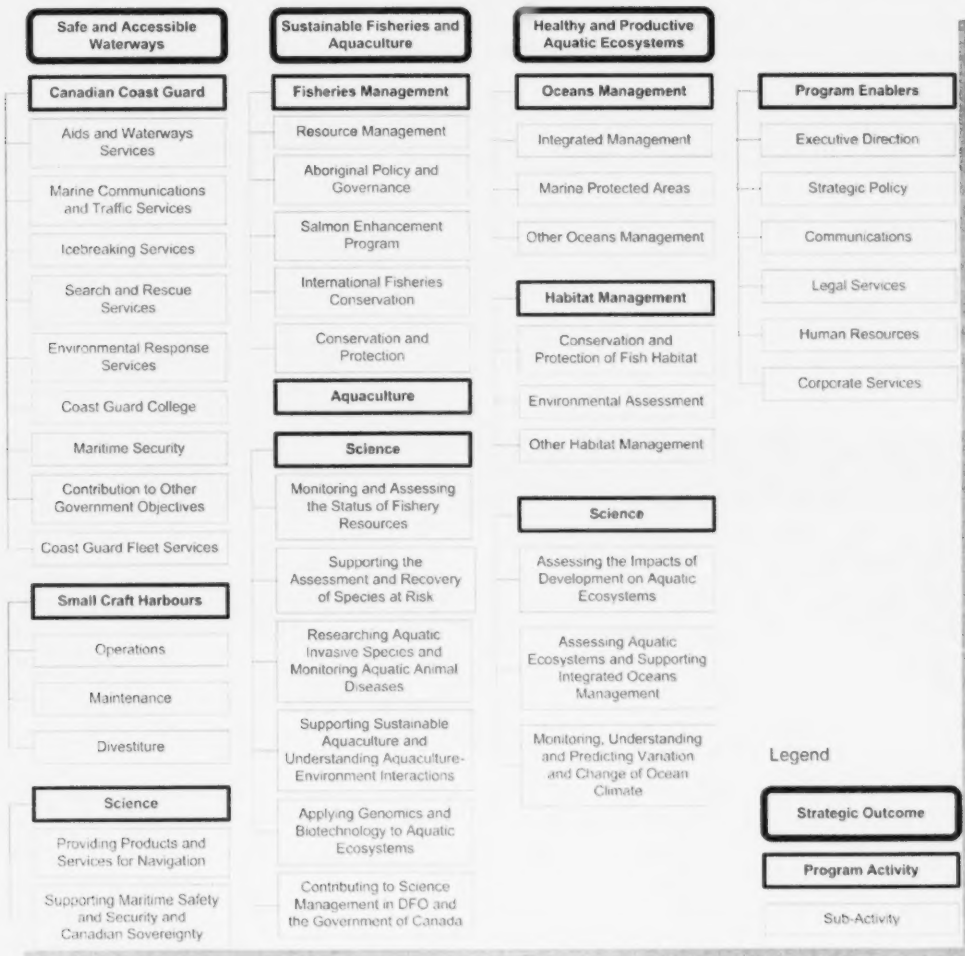 Safe and Accessible
Waterways
Canadian Coast Guard
Aids and Waterways
Services
Marine Communications
and Traffic Services
Icebreaking Services
Search and Rescue
Services
Environmental Response
Services
Coast Guard College
Maritime Security
Contribution to Other
Government Objectives
Coast Guard Fleet Services
Small Craft Harbours
Operations
Maintenance
Divestiture
Science
Providing Products and
Services for Navigation
Supporting Maritime Safety
and Security and
Canadian Sovereignty
Sustainable Fisheries and
Aquaculture
Fisheries Management
Resource Management
Aboriginal Policy and
Governance
Salmon Enhancement
Program
International Fisheries
Conservation
Conservation and
Protection
Aquaculture
Science
Monitoring and Assessing
the Status of Fishery
Resources
Supporting the
Assessment and Recovery
of Species at Risk
Researching Aquatic
Invasive Species and
Monitoring Aquatic Animal
Diseases
Supporting Sustainable
Aquaculture and
Understanding Aquaculture-
Environment Interactions
Applying Genomics and
Biotechnology to Aquatic
Ecosystems
Contributing to Science
Management in DFO and
the Government of Canada
Healthy and Productive
Aquatic Ecosystems
Oceans Management
Integrated Management
Marine Protected Areas
Other Oceans Management
Habitat Management
Conservation and
Protection of Fish Habitat
Environmental Assessment
Other Habitat Management
Science
Assessing the Impacts of
Development on Aquatic
Ecosystems
Assessing Aquatic
Ecosystems and Supporting
Integrated Oceans
Management
Monitoring, Understanding
and Predicting Variation
and Change of Ocean
Climate
Program Enablers
Executive Direction
Strategic Policy
Communications
Legal Services
Human Resources
Corporate Services
Legend
Strategic Outcome
Program Activity
Sub-Activity